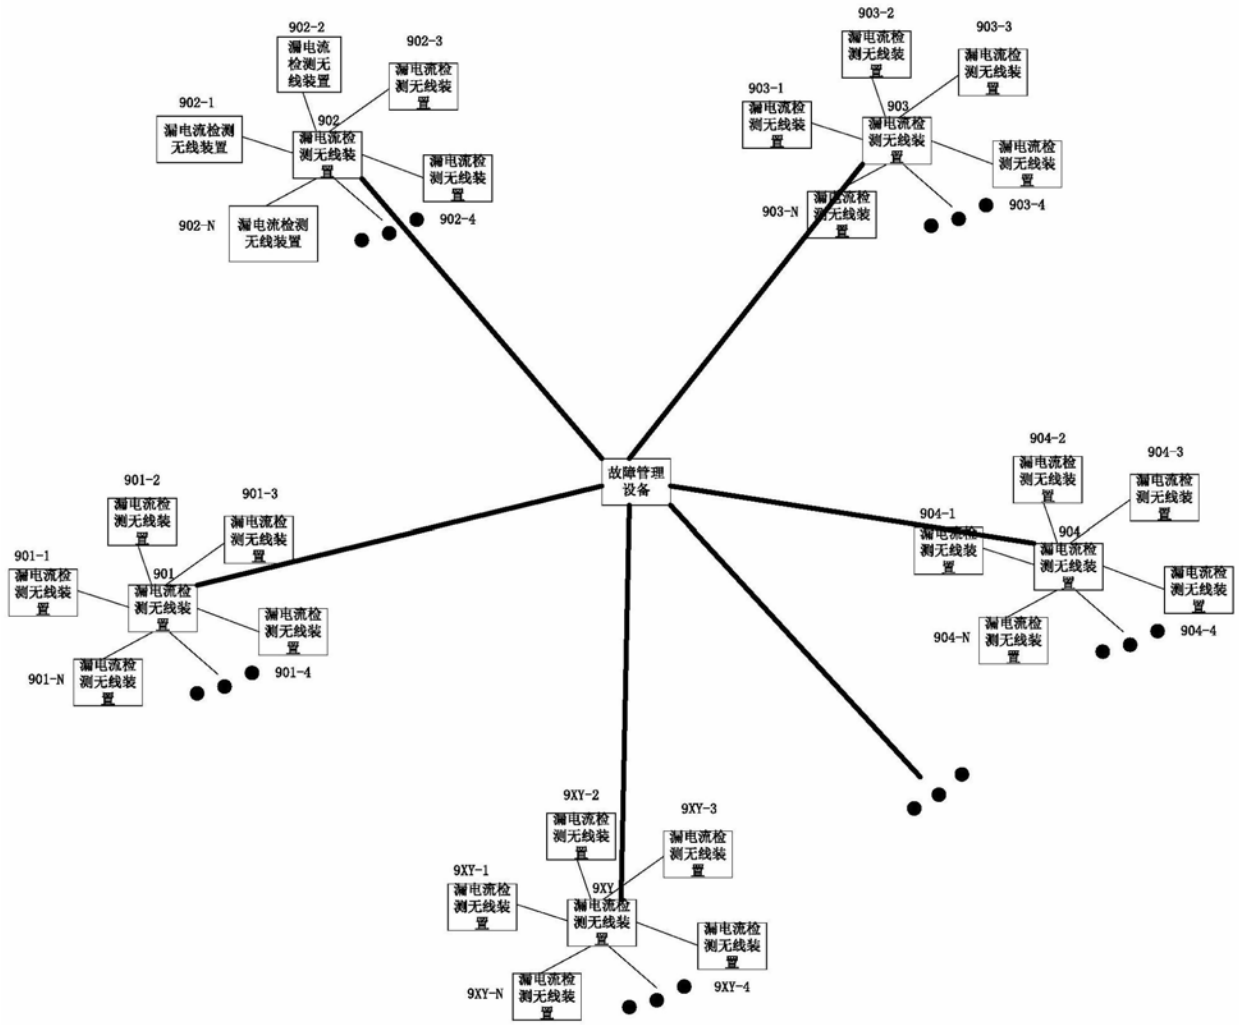 902-2
漏电流
检测无
线装置
902-3
漏电流检
测无线装
置
902-1
漏电流检测
无线装置
902
漏电流检
测无线装
置
漏电流检
测无线装
置
902-4
902-N
漏电流检测
无线装置
903-2
漏电流检
测无线装
置
903-3
漏电流检
测无线装
置
903-1
漏电流检
测无线装
置
903
漏电流检
测无线装
置
漏电流检
测无线装
置
903-4
903-N
漏电流检
测无线装
置
故障管理
设备
901-2
漏电流检
测无线装
置
901-3
漏电流检
测无线装
置
901-1
漏电流检
测无线装
置
901
漏电流检
测无线装
置
漏电流检
测无线装
置
901-4
901-N
漏电流检
测无线装
置
904-2
漏电流检
测无线装
置
904-3
漏电流检
测无线装
置
904-1
漏电流检
测无线装
置
904
漏电流检
测无线装
置
漏电流检
测无线装
置
904-4
904-N
漏电流检
测无线装
置
9XY-2
漏电流检
测无线装
置
9XY-3
漏电流检
测无线装
置
9XY-1
漏电流检
测无线装
置
9XY
漏电流检
测无线装
置
漏电流检
测无线装
置
9XY-4
9XY-N
漏电流检
测无线装
置